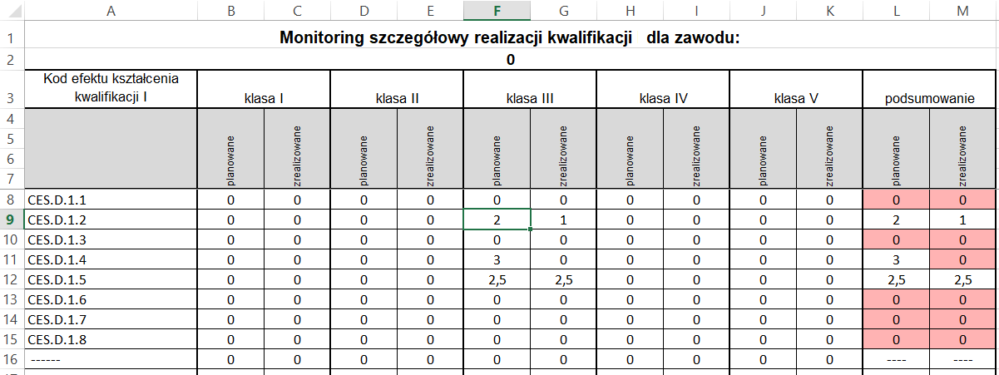 A B C D E F G H I J K L M
1 Monitoring szczegółowy realizacji kwalifikacji dla zawodu:
2 0
3 Kod efektu kształcenia kwalifikacji I klasa I klasa II klasa III klasa IV klasa V podsumowanie
4
5
6
7 planowane zrealizowane planowane zrealizowane planowane zrealizowane planowane zrealizowane planowane zrealizowane planowane zrealizowane
8 CES.D.1.1 0 0 0 0 0 0 0 0 0 0 0 0
9 CES.D.1.2 0 0 0 0 2 1 0 0 0 0 2 1
10 CES.D.1.3 0 0 0 0 0 0 0 0 0 0 0 0
11 CES.D.1.4 0 0 0 0 3 0 0 0 0 0 3 0
12 CES.D.1.5 0 0 0 0 2,5 2,5 0 0 0 0 2,5 2,5
13 CES.D.1.6 0 0 0 0 0 0 0 0 0 0 0 0
14 CES.D.1.7 0 0 0 0 0 0 0 0 0 0 0 0
15 CES.D.1.8 0 0 0 0 0 0 0 0 0 0 0 0
16 ------ 0 0 0 0 0 0 0 0 0 0 ---- ----